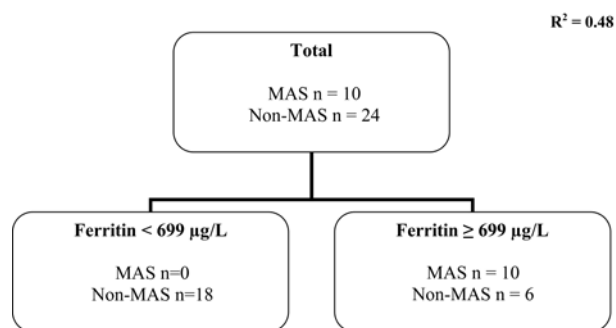 R² = 0.48
Total
MAS n = 10
Non-MAS n = 24
Ferritin < 699 µg/L
MAS n=0
Non-MAS n=18
Ferritin ≥ 699 µg/L
MAS n = 10
Non-MAS n = 6